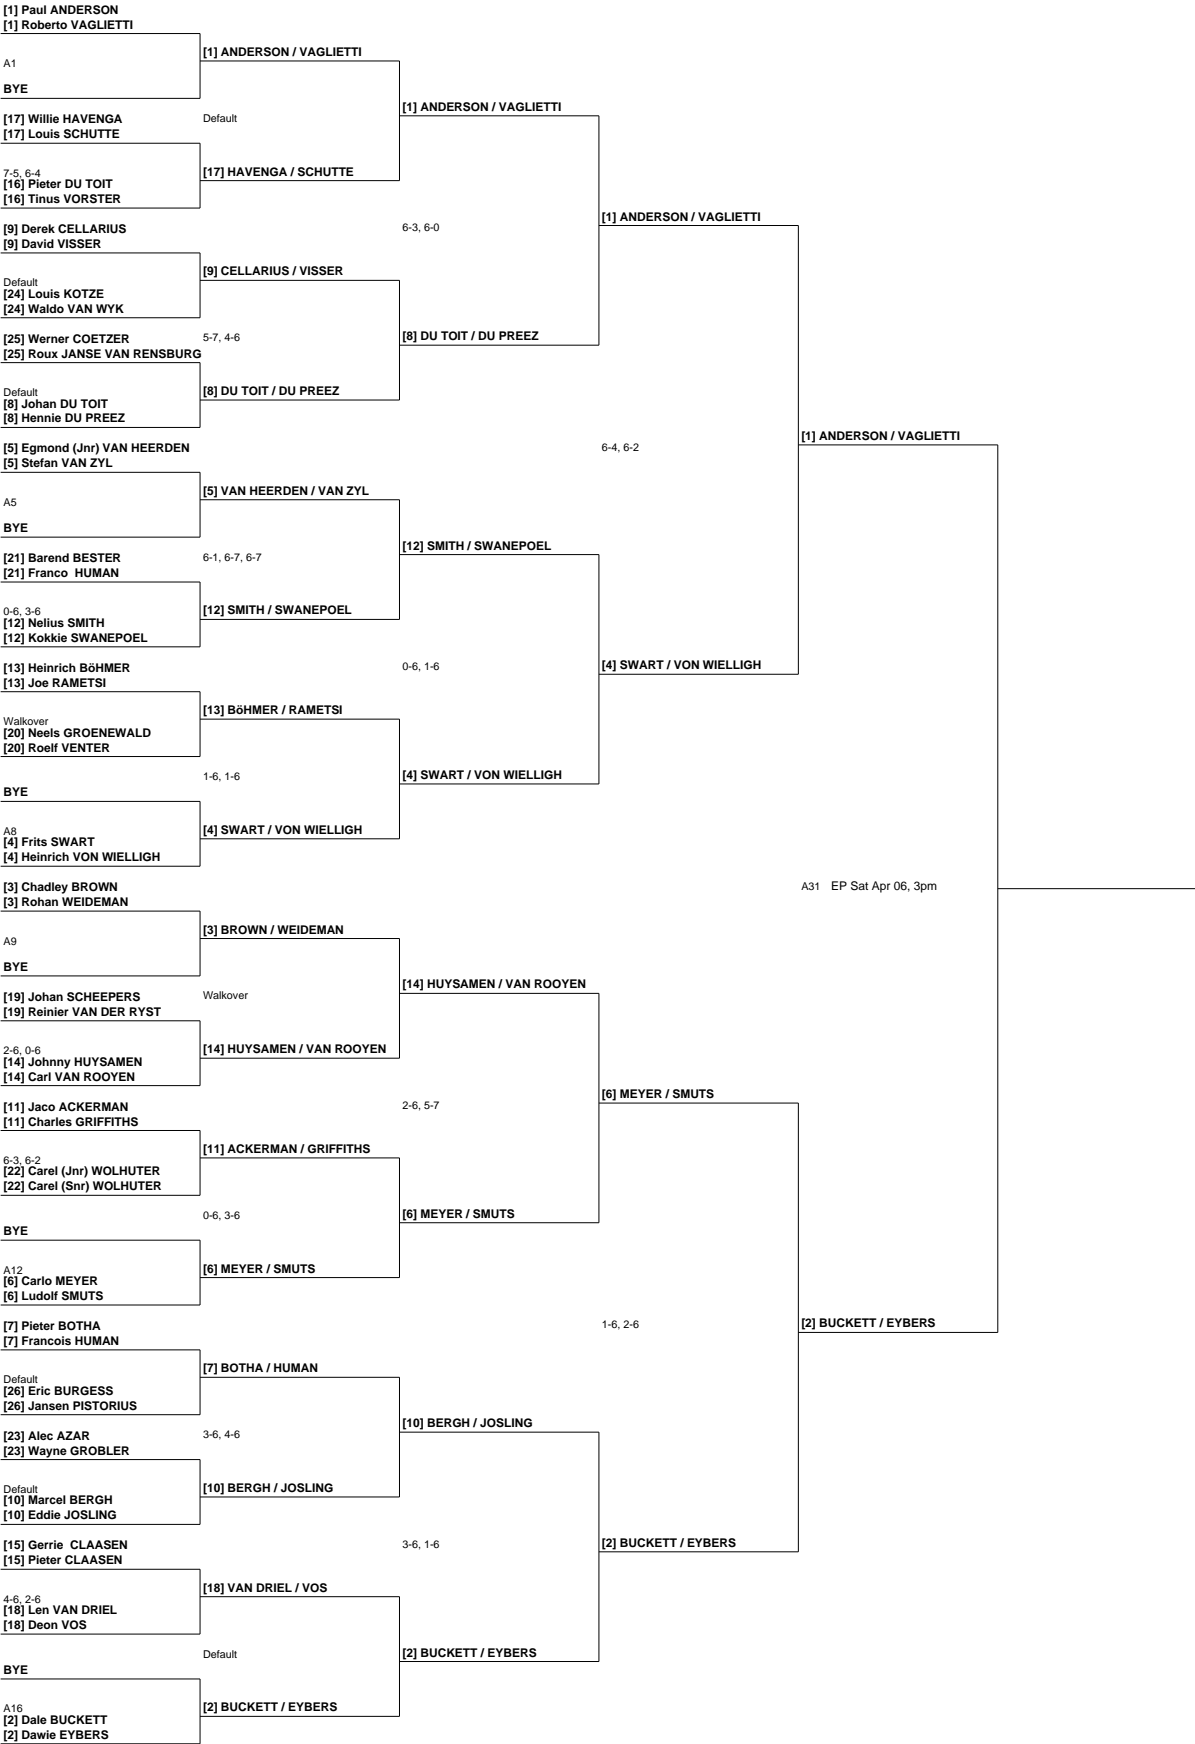 [1] Paul ANDERSON
[1] Roberto VAGLIETTI
[1] ANDERSON / VAGLIETTI
A1
BYE
[1] ANDERSON / VAGLIETTI
[17] Willie HAVENGA
Default
[17] Louis SCHUTTE
7-5, 6-4
[17] HAVENGA / SCHUTTE
[16] Pieter DU TOIT
[16] Tinus VORSTER
[1] ANDERSON / VAGLIETTI
[9] Derek CELLARIUS
6-3, 6-0
[9] David VISSER
[9] CELLARIUS / VISSER
Default
[24] Louis KOTZE
[24] Waldo VAN WYK
[25] Werner COETZER
5-7, 4-6
[8] DU TOIT / DU PREEZ
[25] Roux JANSE VAN RENSBURG
Default
[8] DU TOIT / DU PREEZ
[8] Johan DU TOIT
[8] Hennie DU PREEZ
[1] ANDERSON / VAGLIETTI
[5] Egmond (Jnr) VAN HEERDEN
6-4, 6-2
[5] Stefan VAN ZYL
[5] VAN HEERDEN / VAN ZYL
A5
BYE
[12] SMITH / SWANEPOEL
[21] Barend BESTER
6-1, 6-7, 6-7
[21] Franco  HUMAN
0-6, 3-6
[12] SMITH / SWANEPOEL
[12] Nelius SMITH
[12] Kokkie SWANEPOEL
[13] Heinrich BöHMER
0-6, 1-6
[4] SWART / VON WIELLIGH
[13] Joe RAMETSI
[13] BöHMER / RAMETSI
Walkover
[20] Neels GROENEWALD
[20] Roelf VENTER
1-6, 1-6
[4] SWART / VON WIELLIGH
BYE
A8
[4] SWART / VON WIELLIGH
[4] Frits SWART
[4] Heinrich VON WIELLIGH
[3] Chadley BROWN
A31 EP Sat Apr 06, 3pm
[3] Rohan WEIDEMAN
[3] BROWN / WEIDEMAN
A9
BYE
[14] HUYSAMEN / VAN ROOYEN
[19] Johan SCHEEPERS
Walkover
[19] Reinier VAN DER RYST
2-6, 0-6
[14] HUYSAMEN / VAN ROOYEN
[14] Johnny HUYSAMEN
[14] Carl VAN ROOYEN
[6] MEYER / SMUTS
[11] Jaco ACKERMAN
2-6, 5-7
[11] Charles GRIFFITHS
[11] ACKERMAN / GRIFFITHS
6-3, 6-2
[22] Carel (Jnr) WOLHUTER
[22] Carel (Snr) WOLHUTER
0-6, 3-6
[6] MEYER / SMUTS
BYE
A12
[6] MEYER / SMUTS
[6] Carlo MEYER
[6] Ludolf SMUTS
[7] Pieter BOTHA
1-6, 2-6
[2] BUCKETT / EYBERS
[7] Francois HUMAN
[7] BOTHA / HUMAN
Default
[26] Eric BURGESS
[26] Jansen PISTORIUS
[10] BERGH / JOSLING
[23] Alec AZAR
3-6, 4-6
[23] Wayne GROBLER
Default
[10] BERGH / JOSLING
[10] Marcel BERGH
[10] Eddie JOSLING
[15] Gerrie  CLAASEN
3-6, 1-6
[2] BUCKETT / EYBERS
[15] Pieter CLAASEN
[18] VAN DRIEL / VOS
4-6, 2-6
[18] Len VAN DRIEL
[18] Deon VOS
Default
[2] BUCKETT / EYBERS
BYE
A16
[2] BUCKETT / EYBERS
[2] Dale BUCKETT
[2] Dawie EYBERS